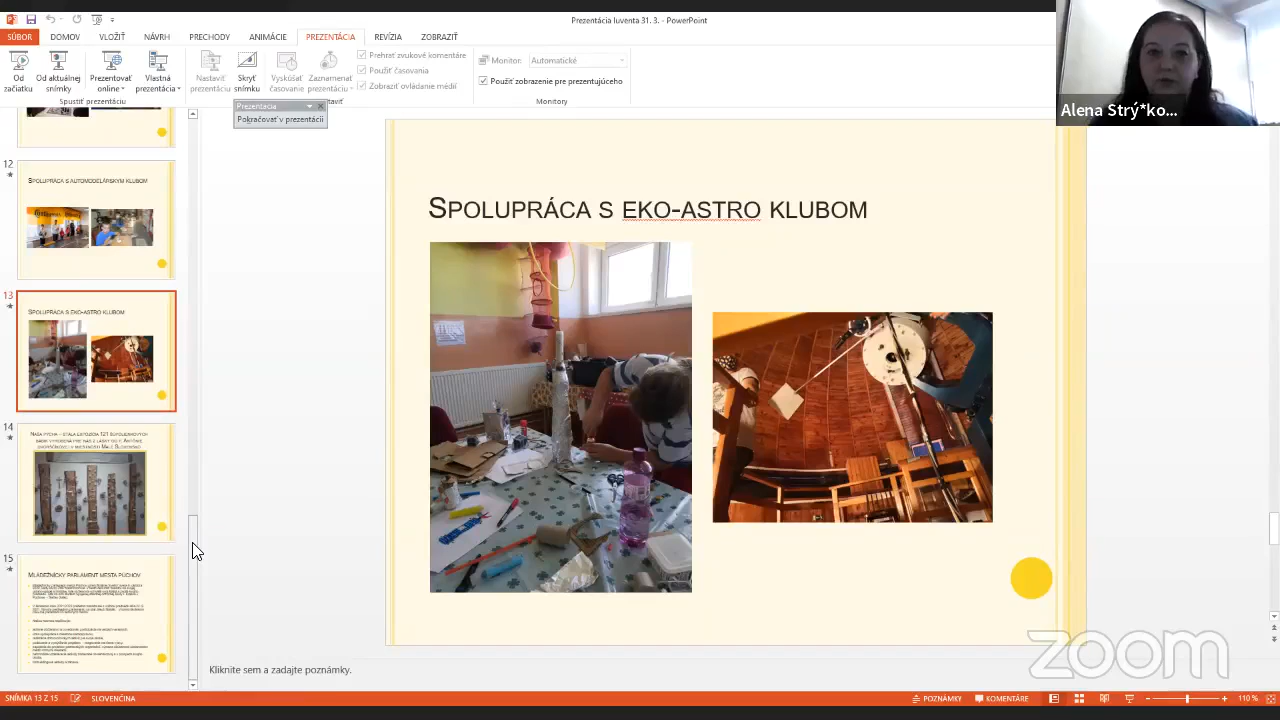 Prezentácia Iuventa 31. 3. - PowerPoint
SÚBOR DOMOV VLOŽIŤ NÁVRH PRECHODY ANIMÁCIE PREZENTÁCIA REVÍZIA ZOBRAZIŤ
Od začiatku
Od aktuálnej snímky
Prezentovať online
Vlastná prezentácia
Nastaviť prezentáciu
Skryť snímku
Vyskúšať časovanie
Zaznamenať prezentáciu
Prehrať zvukové komentáre
Použiť časovania
Zobraziť ovládanie médií
Monitor: Automatické
Použiť zobrazenie pre prezentujúceho
Spustiť prezentáciu
Monitory
Prezentácia
Pokračovať v prezentácii
Alena Strý*ko...
12
SPOLUPRÁCA S AUTOMODELÁRSKYM KLUBOM
13
SPOLUPRÁCA S EKO-ASTRO KLUBOM
14
15
MLÁDEŽNÍCKY PARLAMENT MESTA PÚCHOV
SPOLUPRÁCA S EKO-ASTRO KLUBOM
Kliknite sem a zadajte poznámky.
zoom
SNÍMKA 13 Z 15 SLOVENČINA POZNÁMKY KOMENTÁRE 110 %